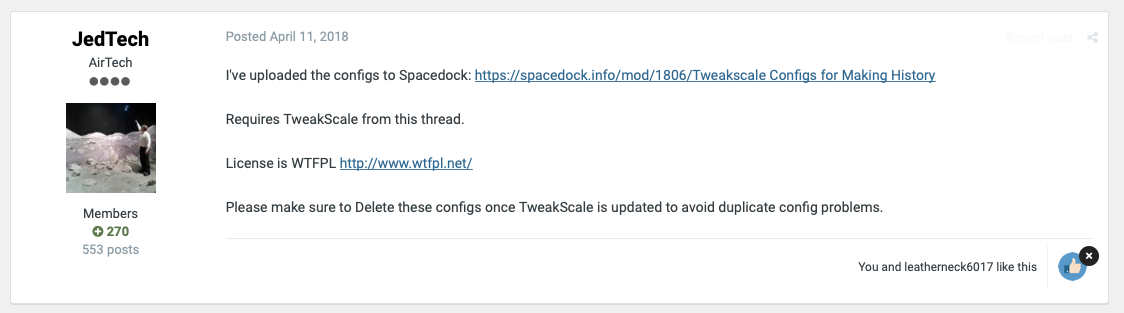 JedTech
AirTech
Members
270
553 posts
Posted April 11, 2018
Report post
I've uploaded the configs to Spacedock: https://spacedock.info/mod/1806/Tweakscale Configs for Making History
Requires TweakScale from this thread.
License is WTFPL http://www.wtfpl.net/
Please make sure to Delete these configs once TweakScale is updated to avoid duplicate config problems.
You and leatherneck6017 like this